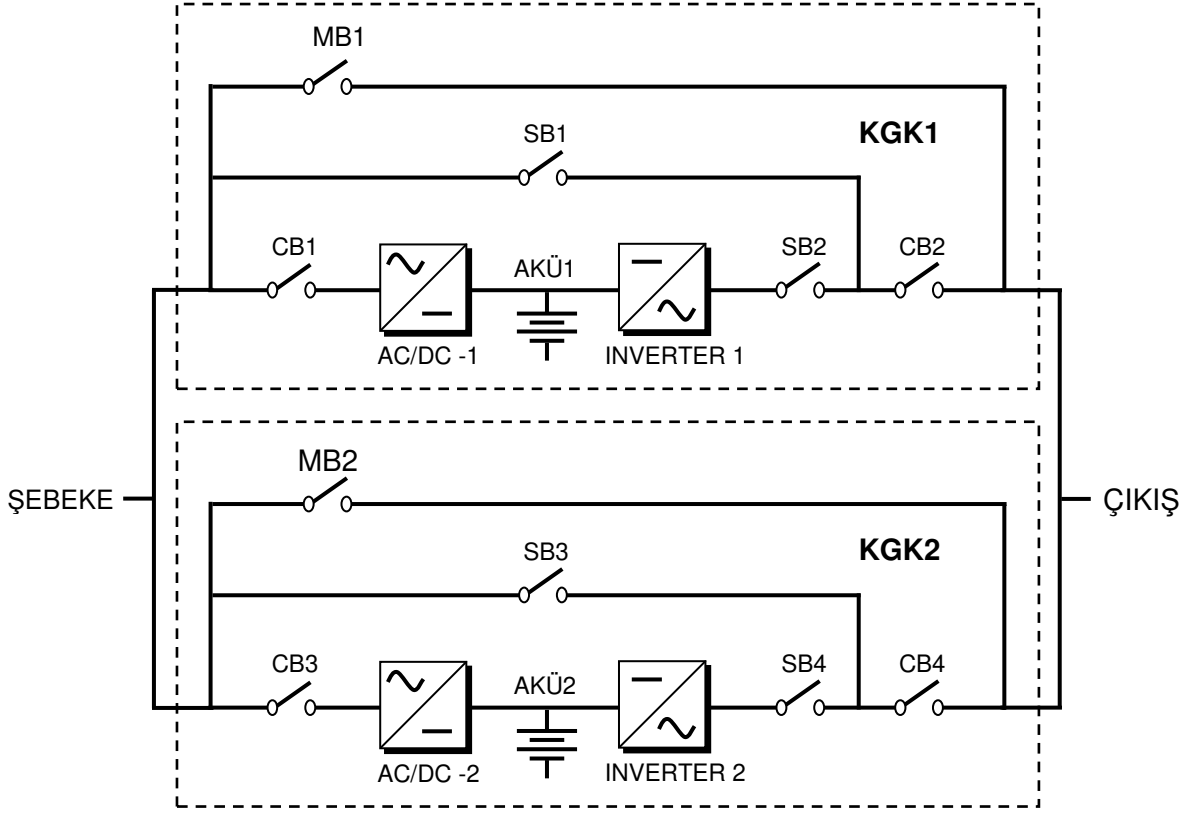 MB1
SB1
KGK1
CB1
AKÜ1
SB2
CB2
AC/DC -1
INVERTER 1
MB2
ŞEBEKE
ÇIKIŞ
SB3
KGK2
CB3
AKÜ2
SB4
CB4
AC/DC -2
INVERTER 2